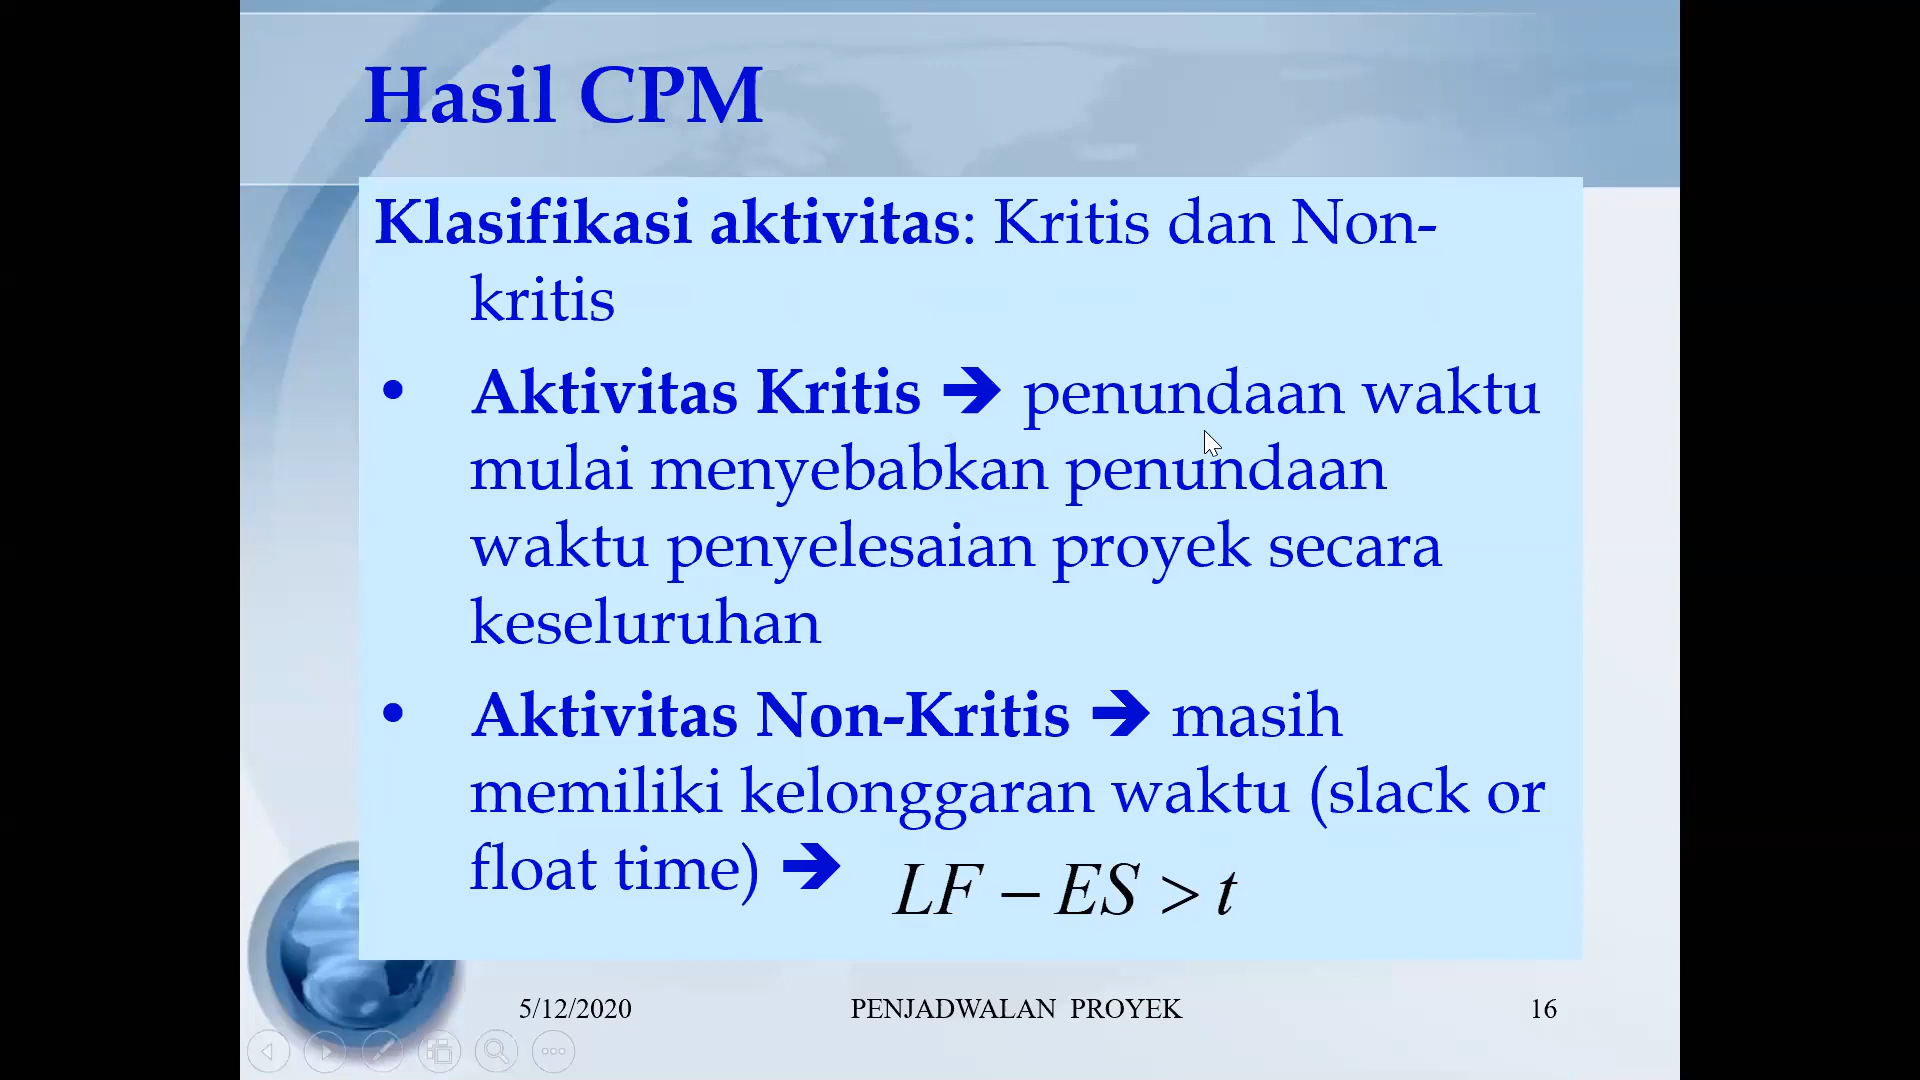 Hasil CPM
Klasifikasi aktivitas: Kritis dan Non-
kritis
• Aktivitas Kritis ➔ penundaan waktu
mulai menyebabkan penundaan
waktu penyelesaian proyek secara
keseluruhan
• Aktivitas Non-Kritis ➔ masih
memiliki kelonggaran waktu (slack or
float time) ➔ LF − ES > t
5/12/2020 PENJADWALAN PROYEK 16